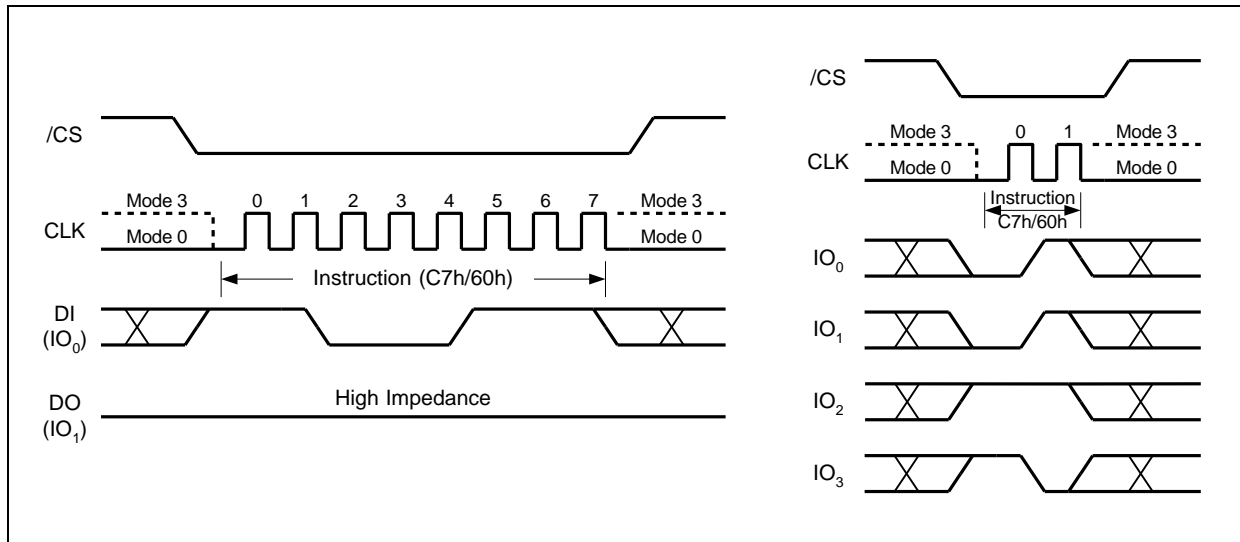 /CS
CLK
Mode 3
Mode 0
0 1 2 3 4 5 6 7
Mode 3
Mode 0
Instruction (C7h/60h)
DI
(IO0)
DO
(IO1)
High Impedance
/CS
CLK
Mode 3
Mode 0
0 1
Mode 3
Mode 0
Instruction
C7h/60h
IO0
IO1
IO2
IO3